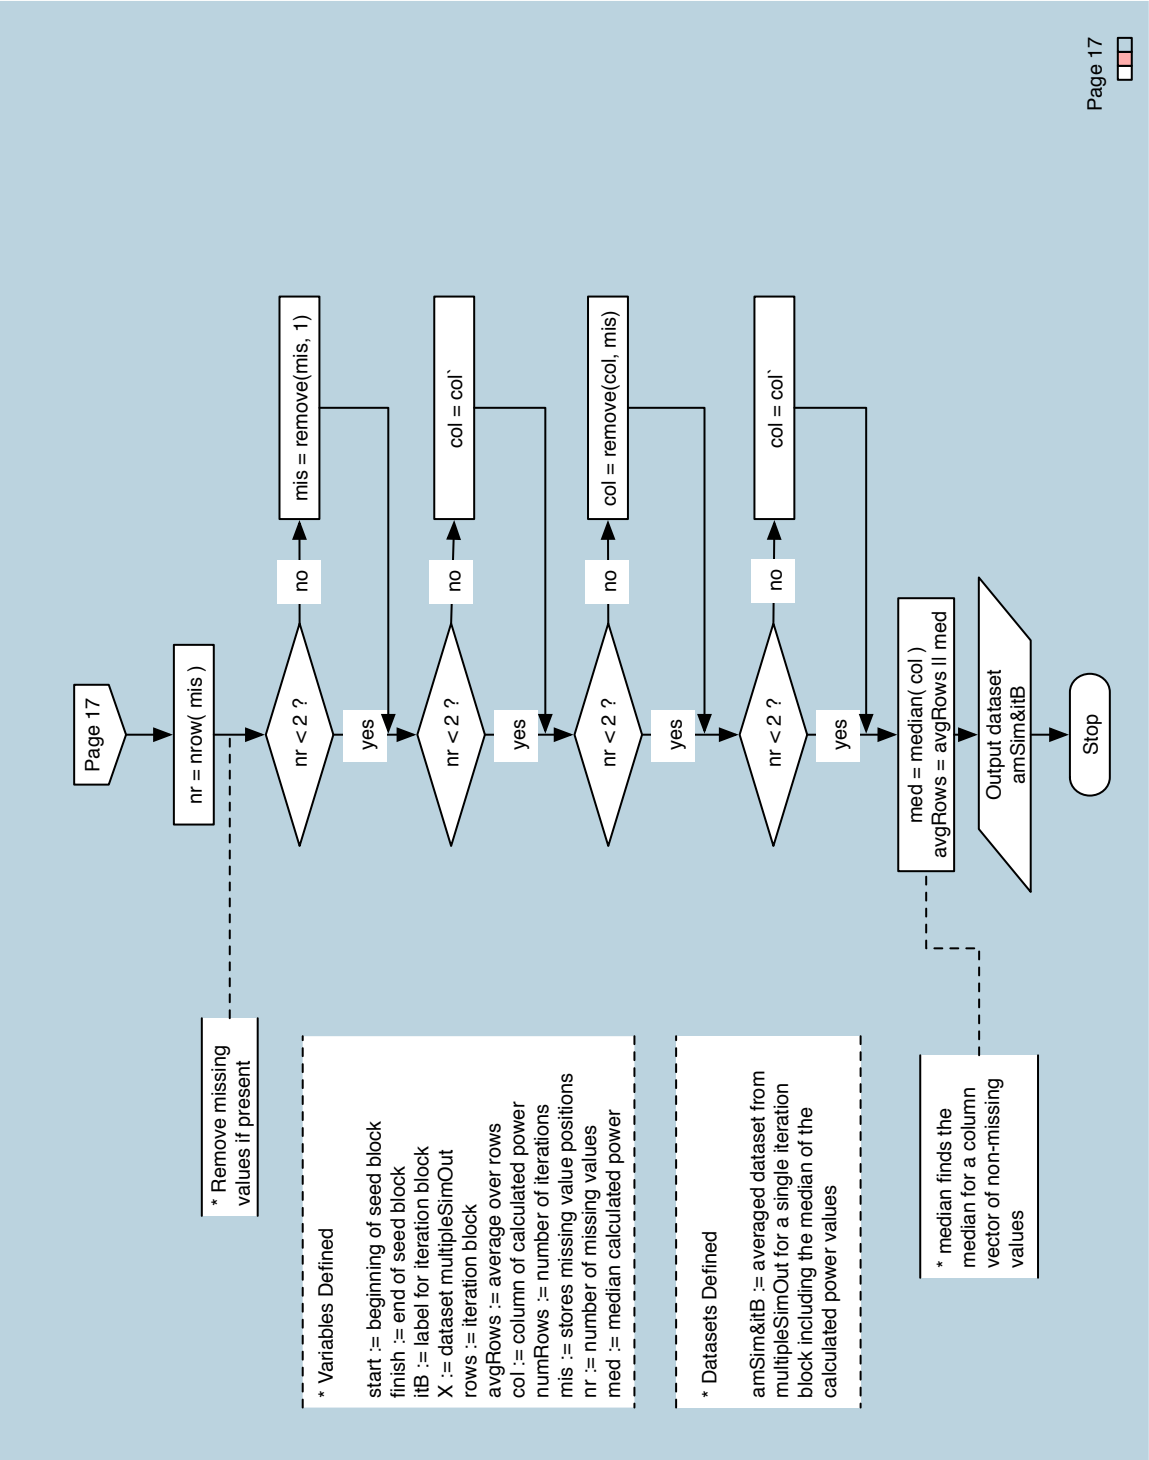 Page 17
Page 17
nr = nrow( mis )
* Remove missing
values if present
nr < 2 ?
no
mis = remove(mis, 1)
yes
nr < 2 ?
no
col = col`
yes
nr < 2 ?
no
col = remove(col, mis)
yes
nr < 2 ?
no
col = col`
yes
med = median( col )
avgRows = avgRows II med
Output dataset
amSim&itB
Stop
* Variables Defined
start := beginning of seed block
finish := end of seed block
itB := label for iteration block
X := dataset multipleSimOut
rows := iteration block
avgRows := average over rows
col := column of calculated power
numRows := number of iterations
mis := stores missing value positions
nr := number of missing values
med := median calculated power
* Datasets Defined
amSim&itB := averaged dataset from
multipleSimOut for a single iteration
block including the median of the
calculated power values
* median finds the
median for a column
vector of non-missing
values